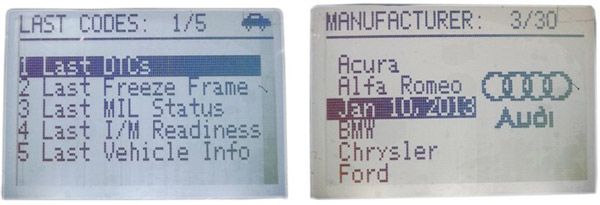 LAST CODES: 1/5
1 Last DTCs
2 Last Freeze Frame
3 Last MIL Status
4 Last I/M Readiness
5 Last Vehicle Info
MANUFACTURER: 3/30
Acura
Alfa Romeo
Jan 10, 2013
BMW
Chrysler
Ford
Audi